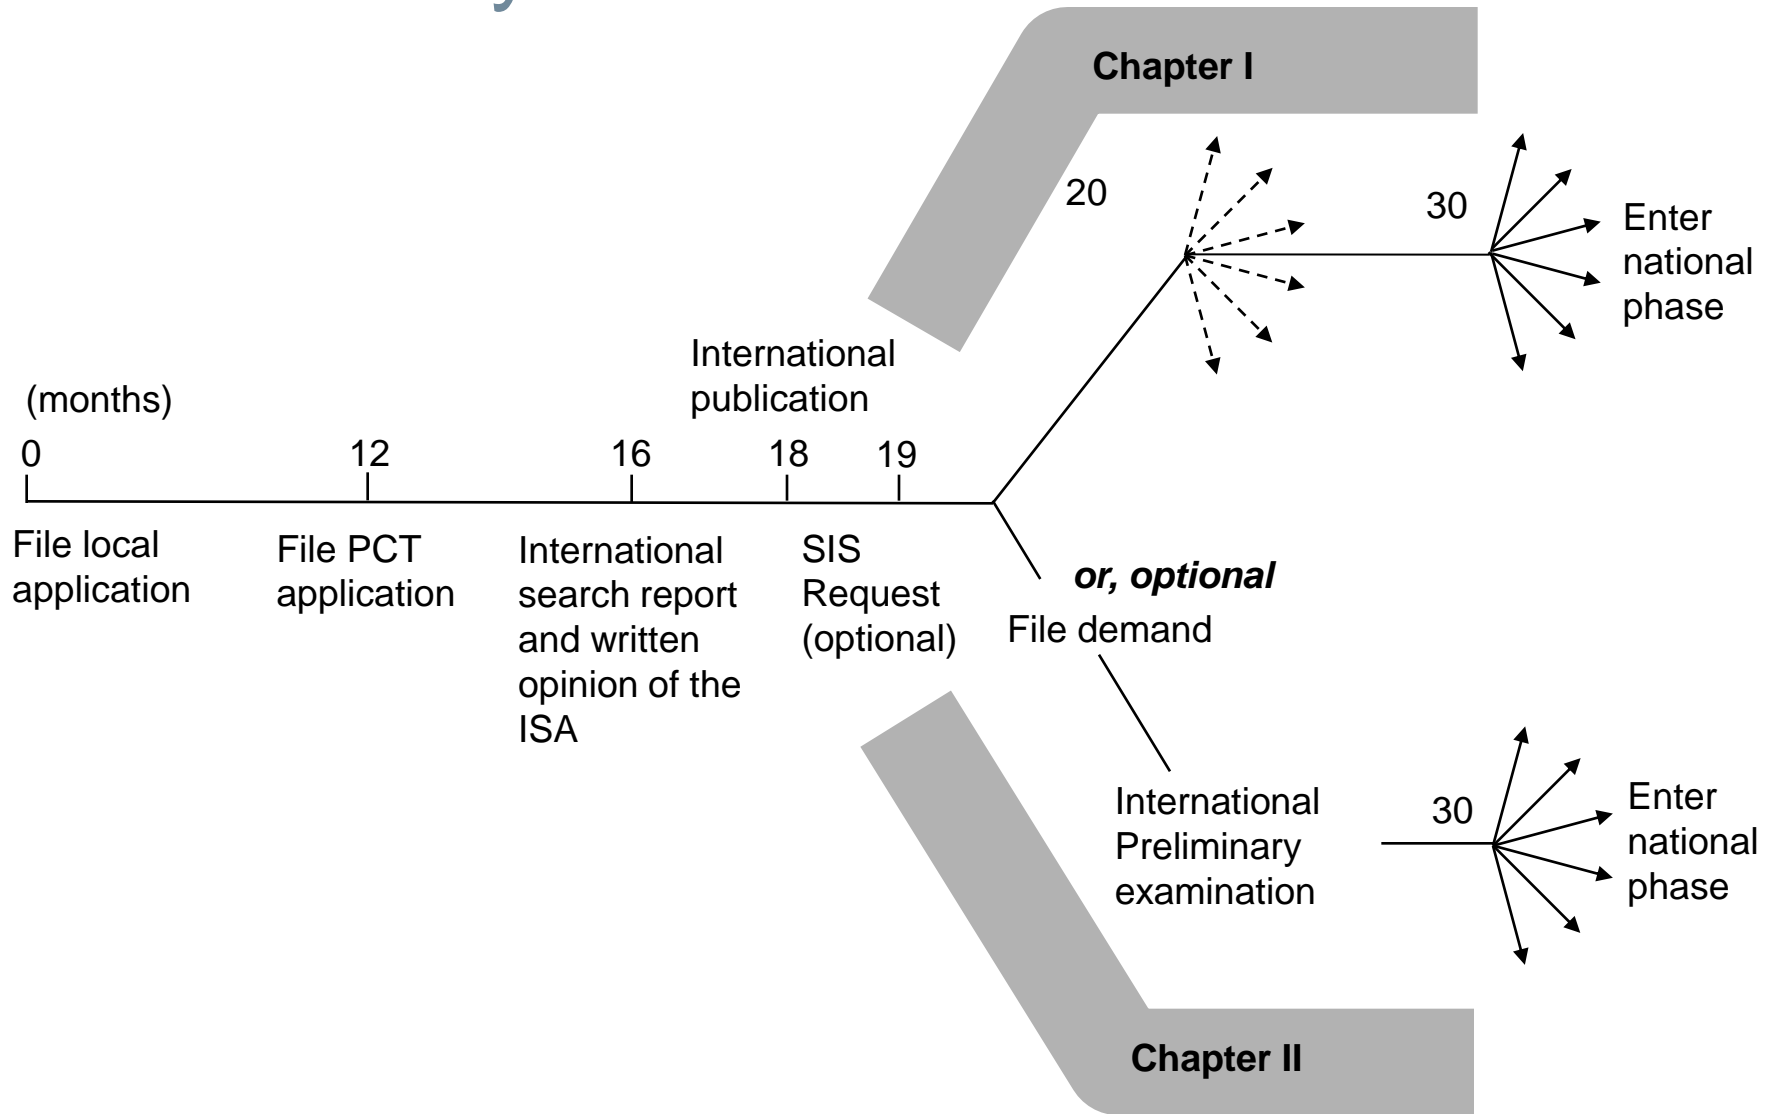 Chapter I
20
30
Enter
national
phase
International
publication
(months)
0
12
16
18
19
File local
application
File PCT
application
International
search report
and written
opinion of the
ISA
SIS
Request
(optional)
or, optional
File demand
International
Preliminary
examination
30
Enter
national
phase
Chapter II